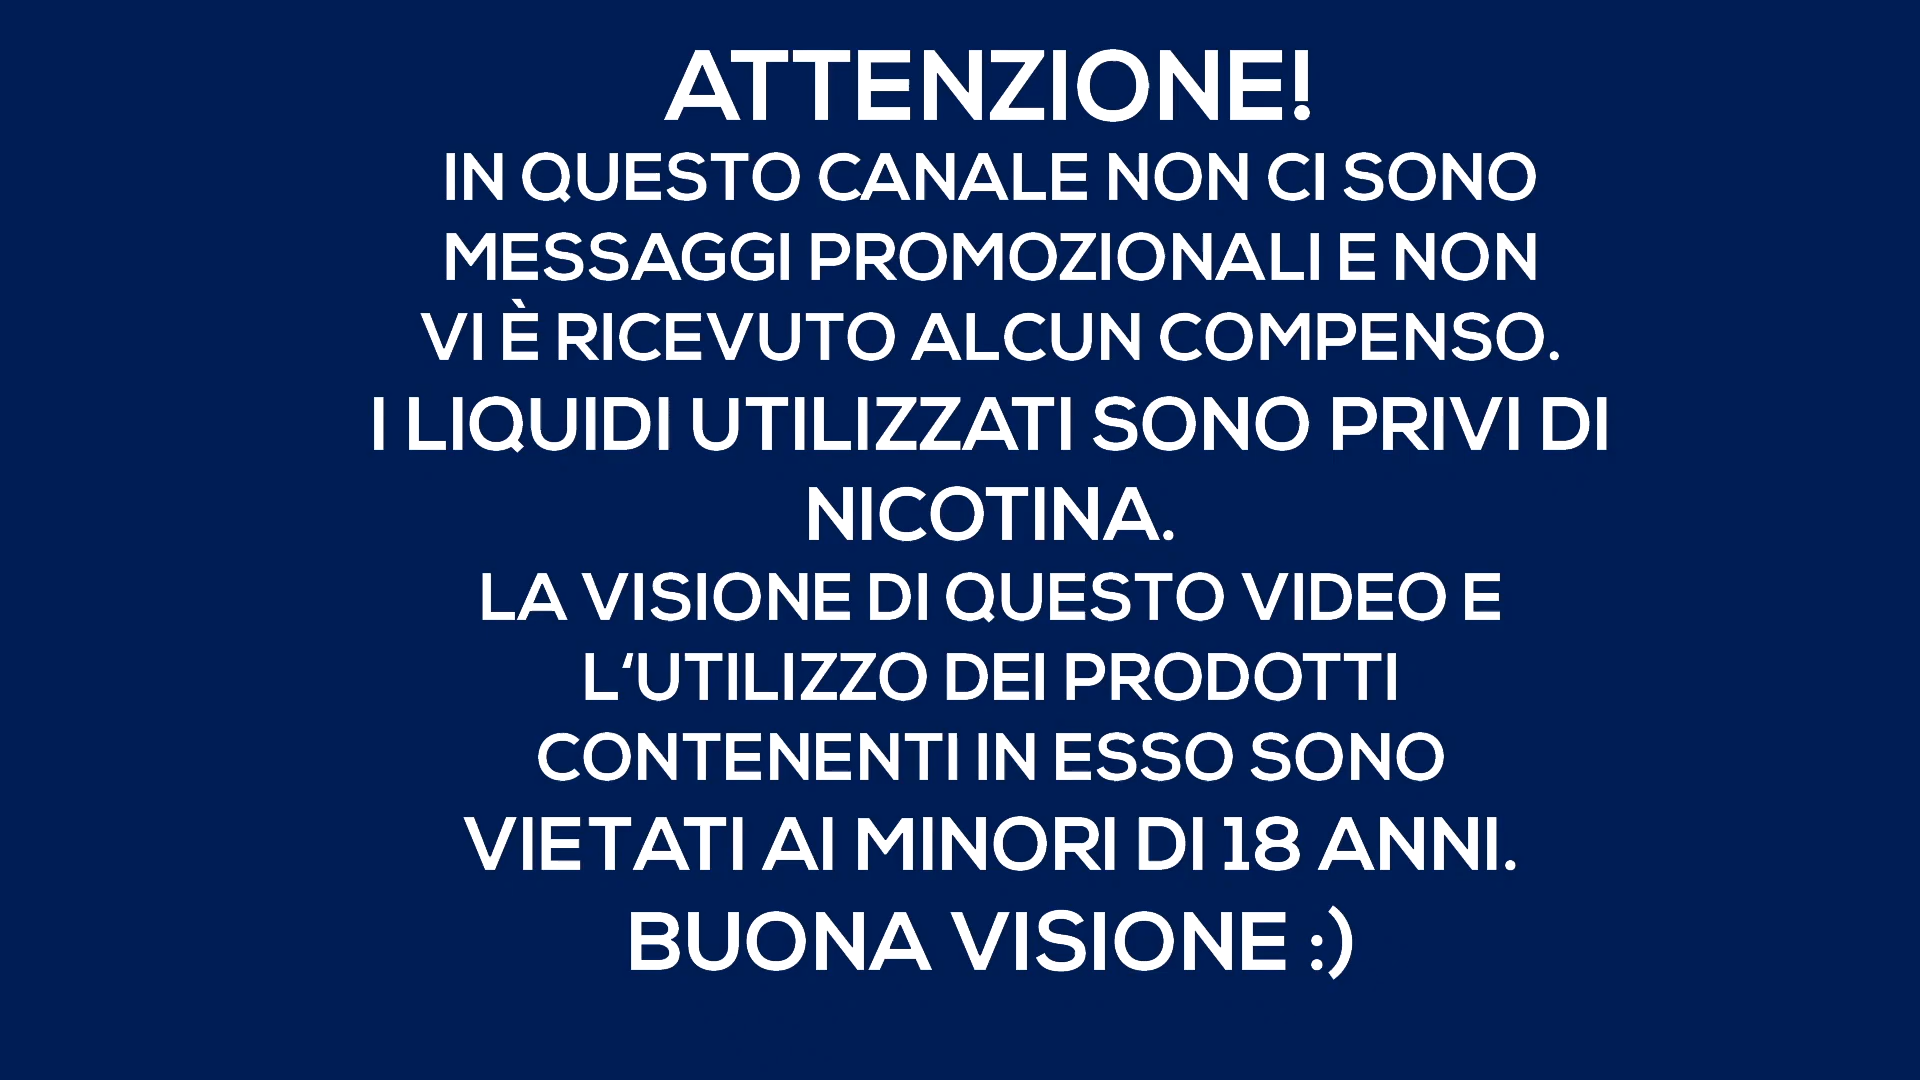 ATTENZIONE!
IN QUESTO CANALE NON CI SONO
MESSAGGI PROMOZIONALI E NON
VI È RICEVUTO ALCUN COMPENSO.
I LIQUIDI UTILIZZATI SONO PRIVI DI
NICOTINA.
LA VISIONE DI QUESTO VIDEO E
L‘UTILIZZO DEI PRODOTTI
CONTENENTI IN ESSO SONO
VIETATI AI MINORI DI 18 ANNI.
BUONA VISIONE :)